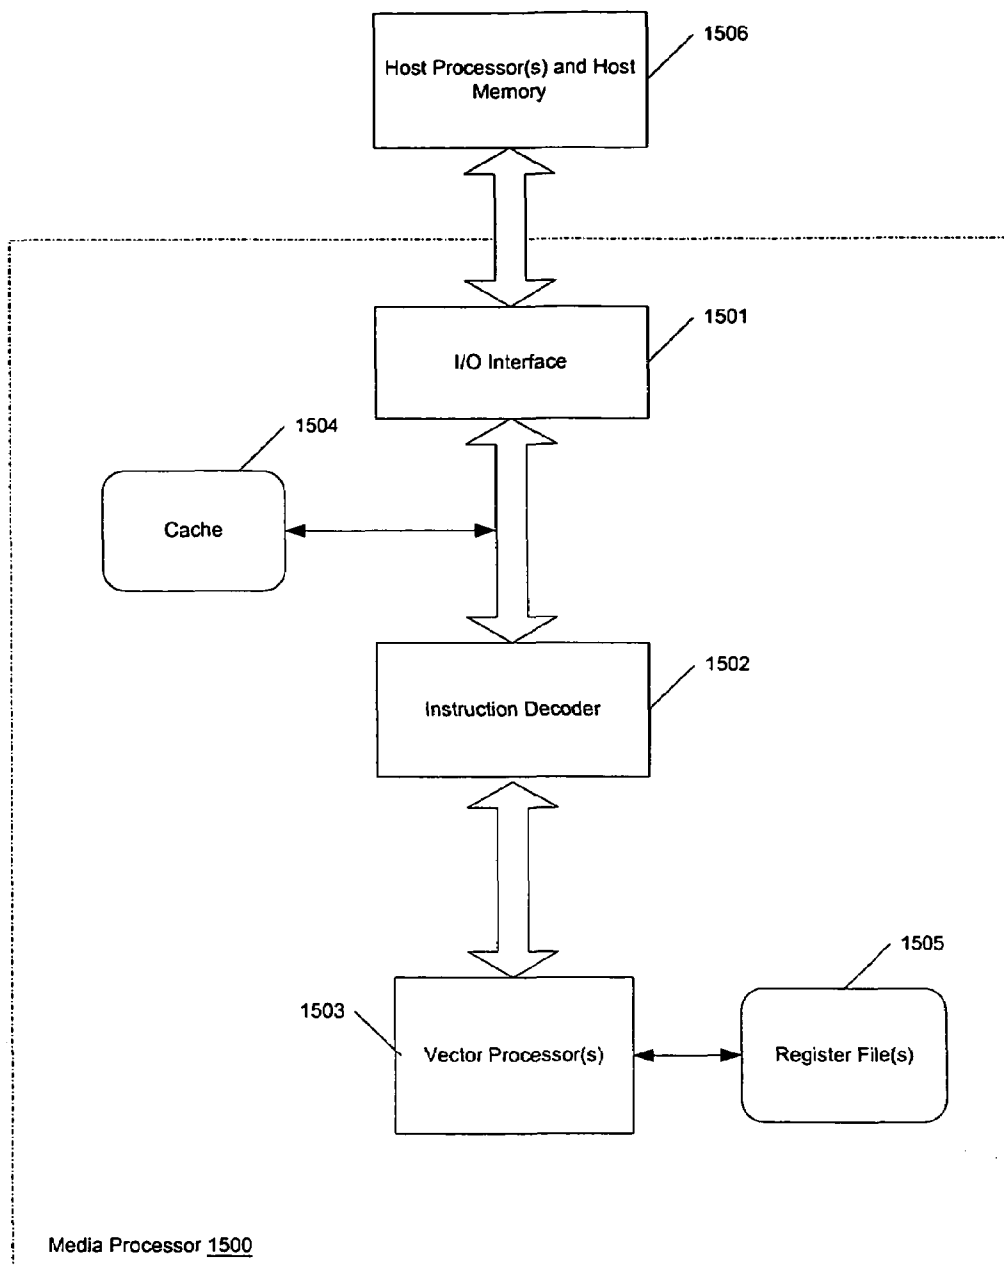 1506
Host Processor(s) and Host
Memory
1501
I/O Interface
1504
Cache
1502
Instruction Decoder
1505
1503
Vector Processor(s)
Register File(s)
Media Processor 1500